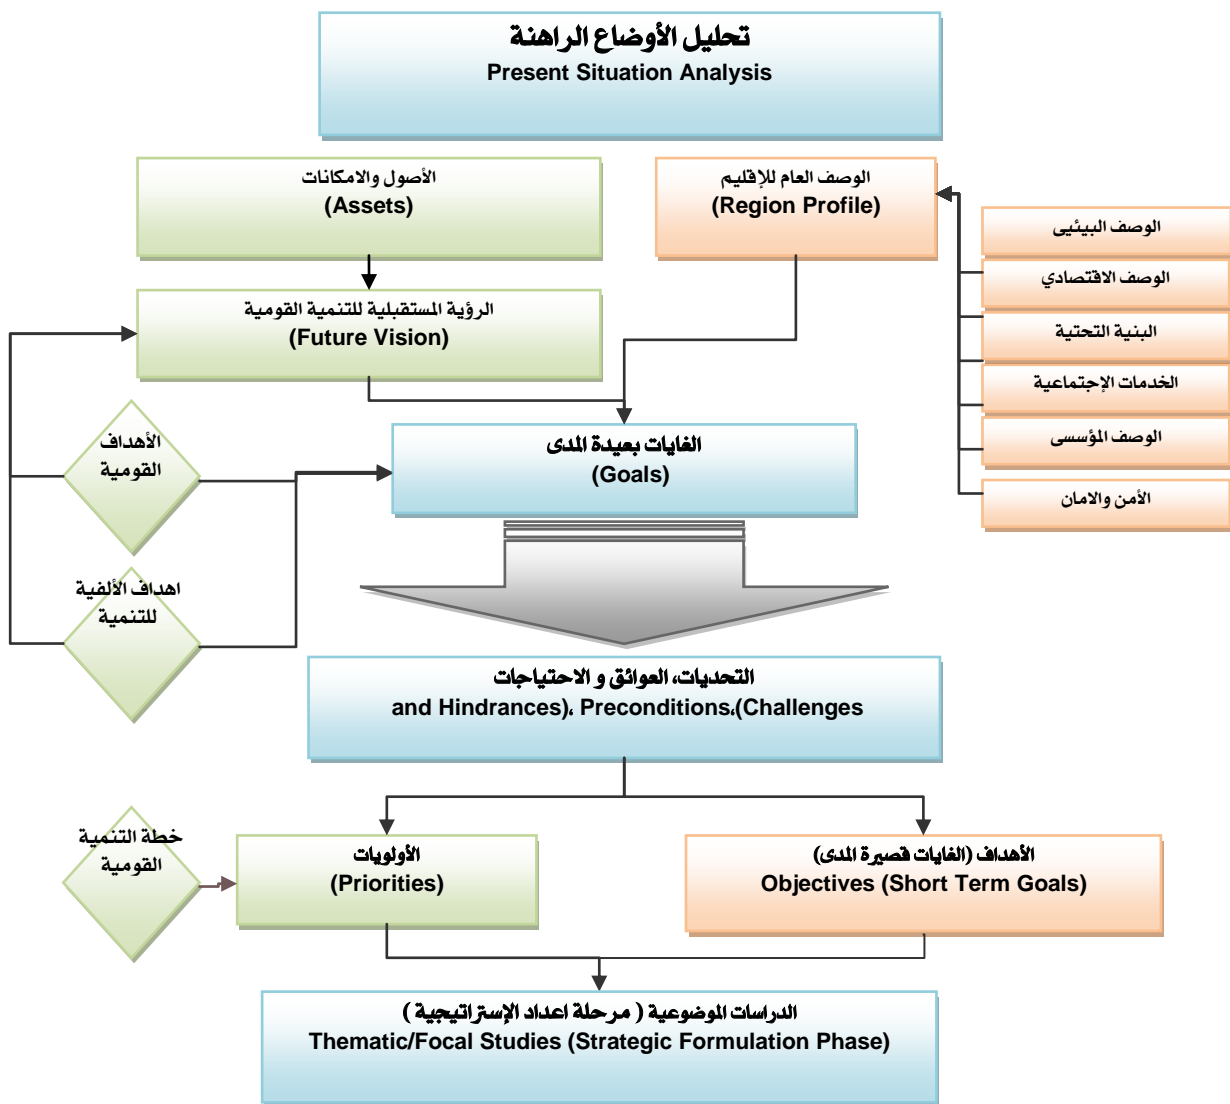 تحليل الأوضاع الراهنة
Present Situation Analysis
الوصف العام للإقليم
(Region Profile)
الأصول والامكانات
(Assets)
الوصف البيئيى
الوصف الاقتصادي
البنية التحتية
الخدمات الإجتماعية
الوصف المؤسسى
الأمن والامان
الرؤية المستقبلية للتنمية القومية
(Future Vision)
الأهداف
القومية
الغايات بعيدة المدى
(Goals)
اهداف الألفية
للتنمية
التحديات، العوائق و الاحتياجات
and Hindrances)، Preconditions،(Challenges
خطة التنمية
القومية
الأهداف (الغايات قصيرة المدى)
Objectives (Short Term Goals)
الأولويات
(Priorities)
الدراسات الموضوعية ( مرحلة اعداد الإستراتيجية )
Thematic/Focal Studies (Strategic Formulation Phase)